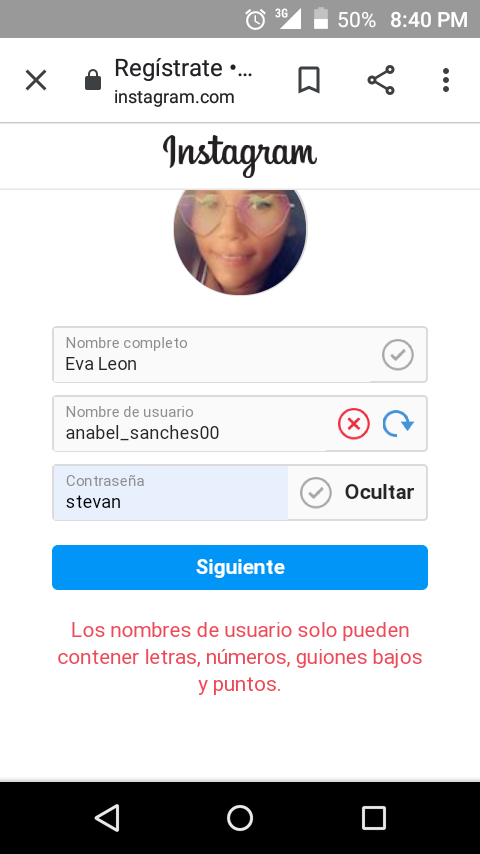 3G 50% 8:40 PM
Regístrate •...
instagram.com
Instagram
Nombre completo
Eva Leon
Nombre de usuario
anabel_sanches00
Contraseña
stevan
Ocultar
Siguiente
Los nombres de usuario solo pueden
contener letras, números, guiones bajos
y puntos.